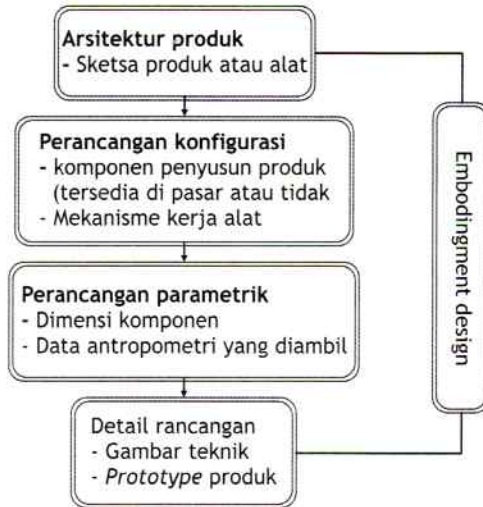 Arsitektur produk
- Sketsa produk atau alat
Perancangan konfigurasi
- komponen penyusun produk
(tersedia di pasar atau tidak
- Mekanisme kerja alat
Perancangan parametrik
- Dimensi komponen
- Data antropometri yang diambil
Detail rancangan
- Gambar teknik
- Prototype produk
Embodingment design